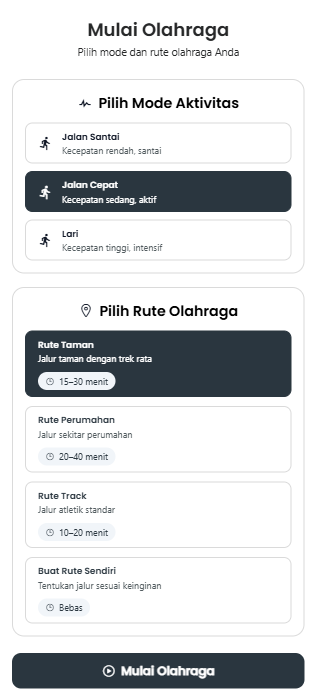 Mulai Olahraga
Pilih mode dan rute olahraga Anda
Pilih Mode Aktivitas
Jalan Santai
Kecepatan rendah, santai
Jalan Cepat
Kecepatan sedang, aktif
Lari
Kecepatan tinggi, intensif
Pilih Rute Olahraga
Rute Taman
Jalur taman dengan trek rata
15–30 menit
Rute Perumahan
Jalur sekitar perumahan
20–40 menit
Rute Track
Jalur atletik standar
10–20 menit
Buat Rute Sendiri
Tentukan jalur sesuai keinginan
Bebas
Mulai Olahraga